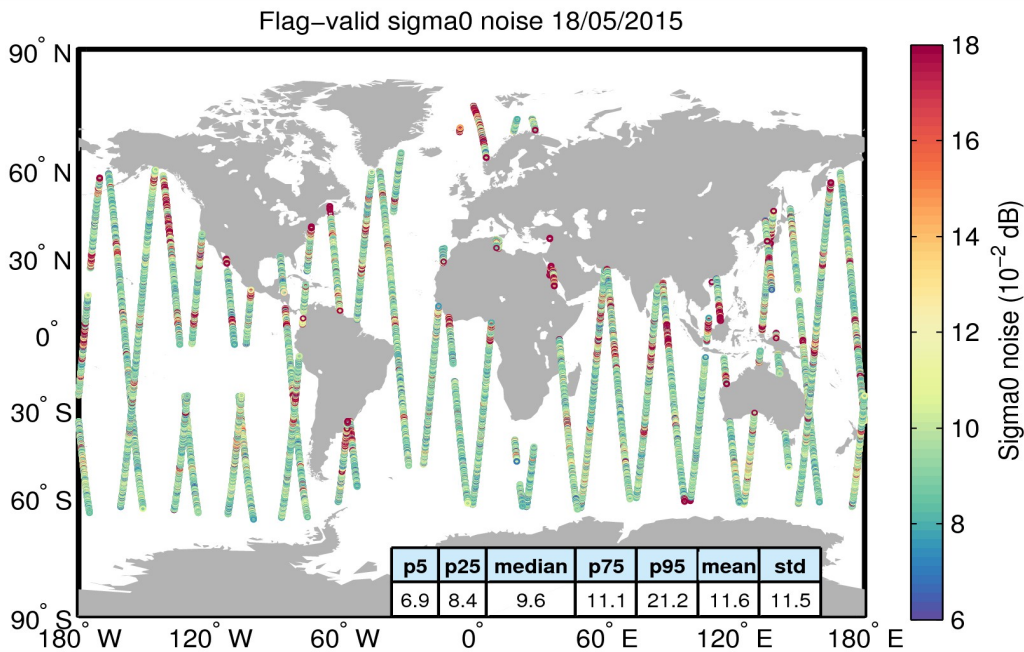 Flag−valid sigma0 noise 18/05/2015
90° N
60° N
30° N
0°
30° S
60° S
90° S
180° W 120° W 60° W 0° 60° E 120° E 180° E
p5 p25 median p75 p95 mean std
6.9 8.4 9.6 11.1 21.2 11.6 11.5
18
16
14
12
10
8
6
Sigma0 noise (10⁻² dB)